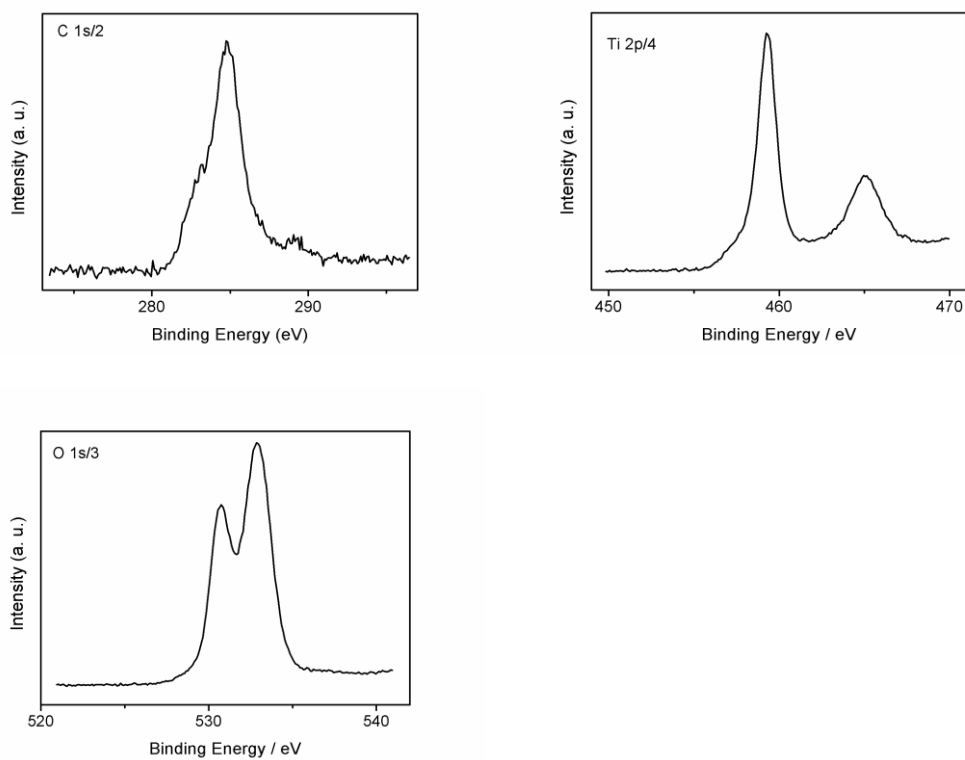 C 1s/2
Intensity (a. u.)
280 290
Binding Energy (eV)
Ti 2p/4
Intensity (a. u.)
450 460 470
Binding Energy / eV
O 1s/3
Intensity (a. u.)
520 530 540
Binding Energy / eV